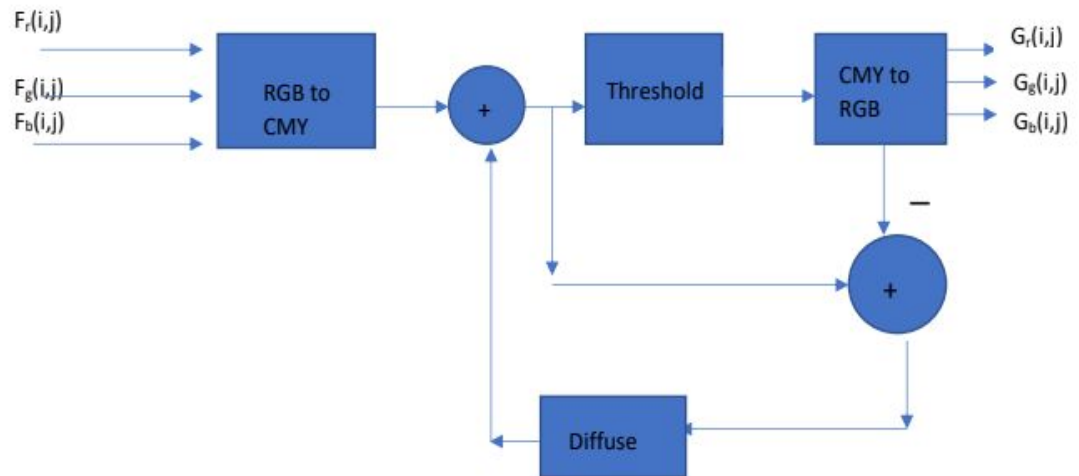 Fr(i,j)
Fg(i,j)
Fb(i,j)
RGB to
CMY
+
Threshold
CMY to
RGB
Gr(i,j)
Gg(i,j)
Gb(i,j)
–
+
Diffuse